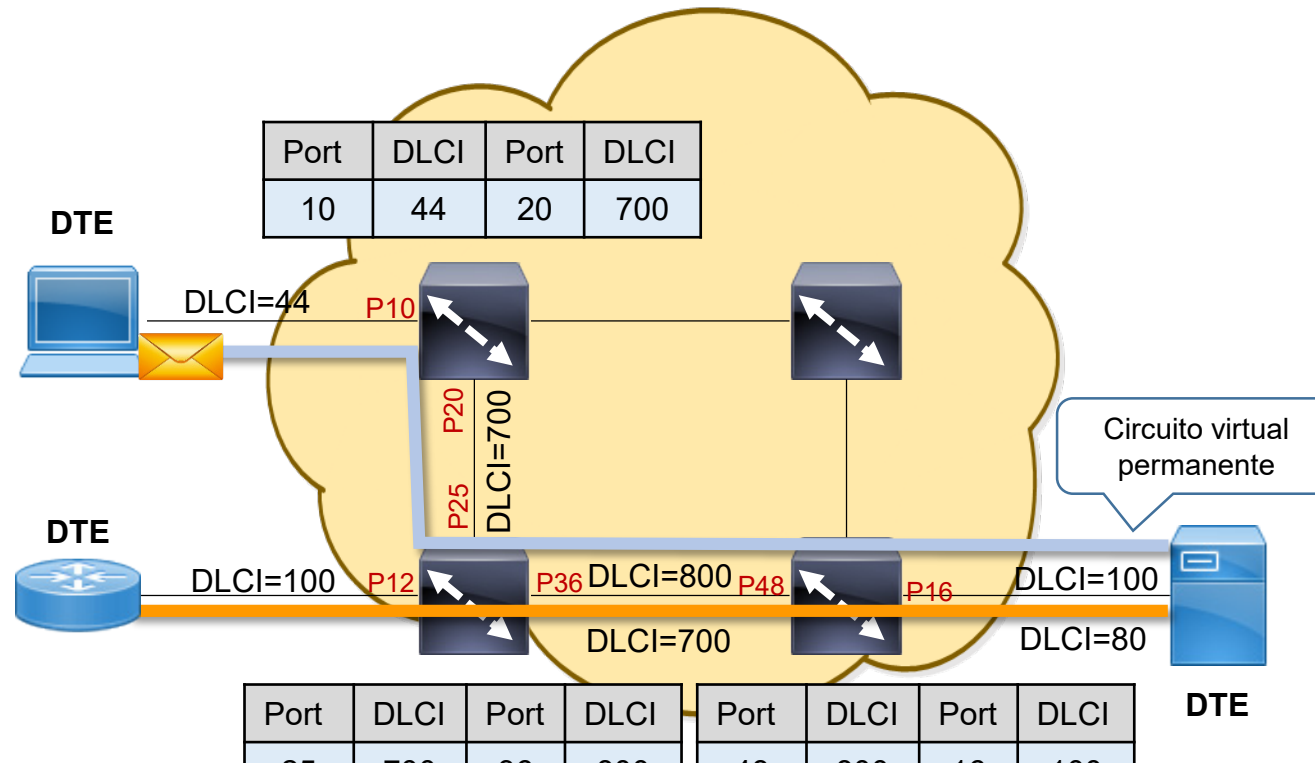 Port DLCI Port DLCI
10 44 20 700
DTE
DLCI=44
P10
P20
DLCI=700
P25
Circuito virtual
permanente
DTE
DLCI=100
P12
P36
DLCI=800
P48
P16
DLCI=100
DLCI=700
DLCI=80
DTE
Port DLCI Port DLCI
Port DLCI Port DLCI